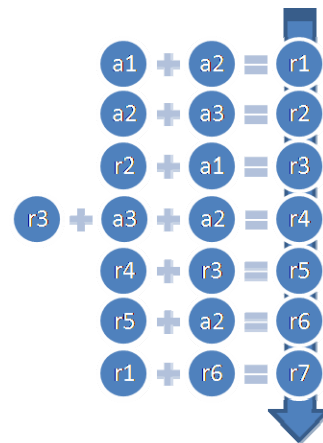 a1 + a2 = r1
a2 + a3 = r2
r2 + a1 = r3
r3 + a3 + a2 = r4
r4 + r3 = r5
r5 + a2 = r6
r1 + r6 = r7